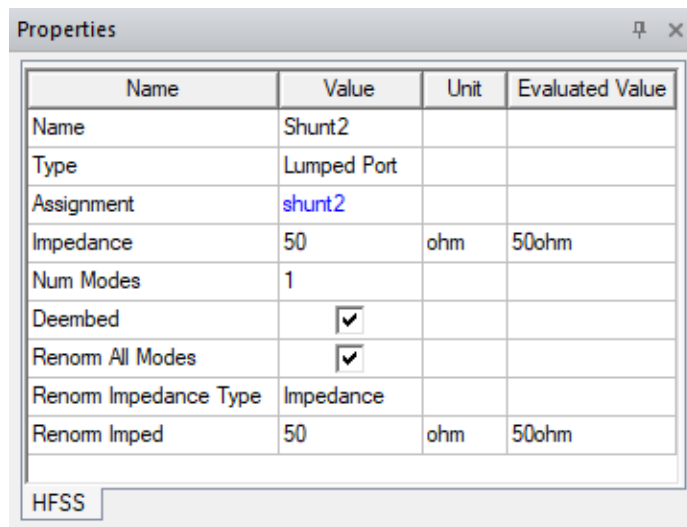 Properties
Name Value Unit Evaluated Value
Name Shunt2
Type Lumped Port
Assignment shunt2
Impedance 50 ohm 50ohm
Num Modes 1
Deembed
Renorm All Modes
Renorm Impedance Type Impedance
Renorm Imped 50 ohm 50ohm
HFSS